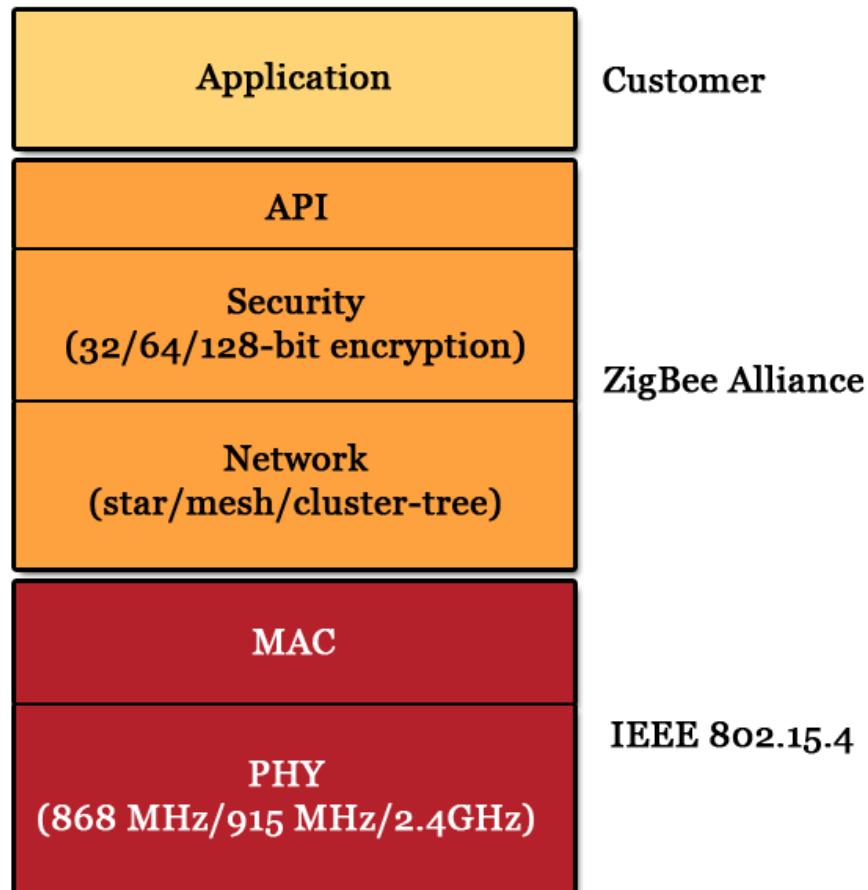 Application
Customer
API
Security
(32/64/128-bit encryption)
ZigBee Alliance
Network
(star/mesh/cluster-tree)
MAC
IEEE 802.15.4
PHY
(868 MHz/915 MHz/2.4GHz)